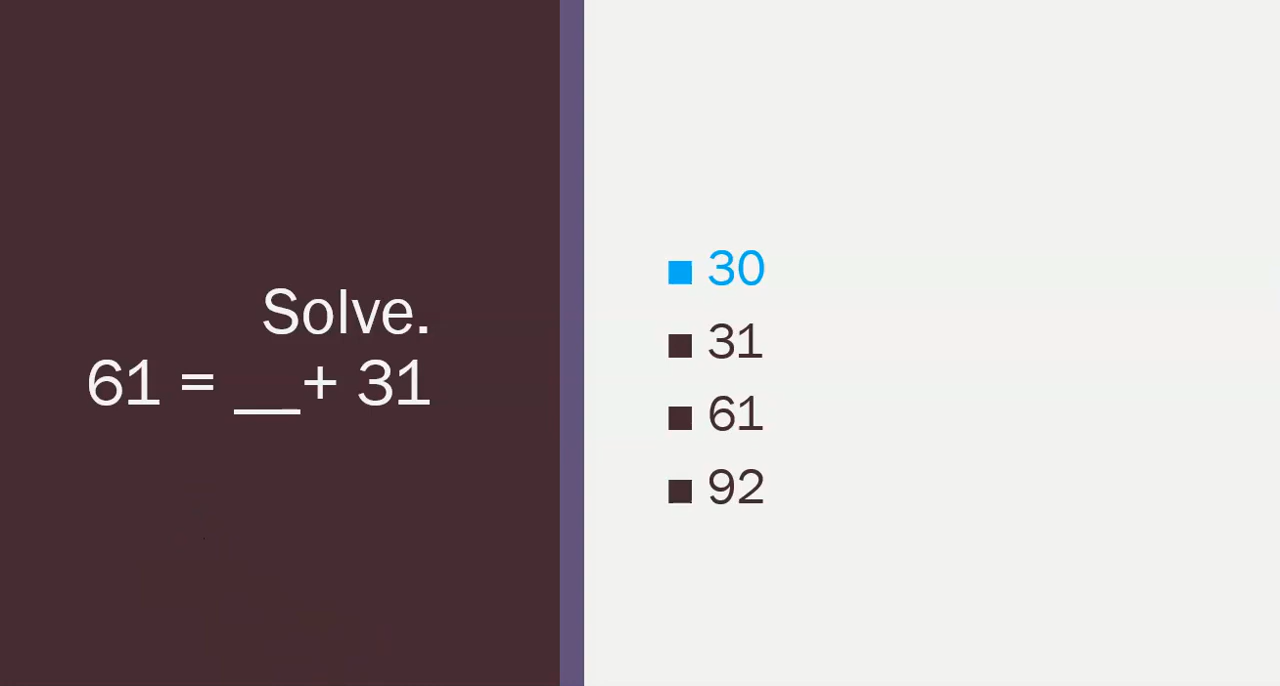 Solve.
61 = __+ 31
30
31
61
92